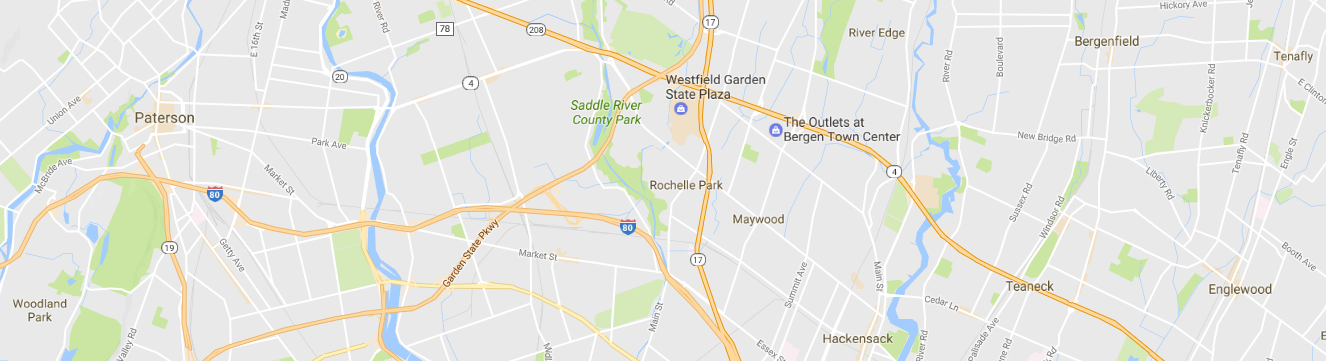 Hickory Ave
17
River Rd
Madi
78
208
River Edge
Bergenfield
E 16th St
Boulevard
River Rd
Tenafly
20
4
Westfield Garden
State Plaza
E Clinton
Knickerbocker Rd
Union Ave
Paterson
Saddle River
County Park
The Outlets at
Bergen Town Center
New Bridge Rd
Park Ave
Tenafly Rd
Engle St
McBride Ave
Market St
80
Rochelle Park
4
Liberty Rd
Sussex Rd
Windsor Rd
Maywood
80
19
Getty Ave
Garden State Pkwy
Market St
17
Booth Ave
Summit Ave
Main St
Teaneck
Englewood
Woodland
Park
Cedar Ln
Main St
Hackensack
Valley Rd
Essex St
River Rd
Palisade Ave